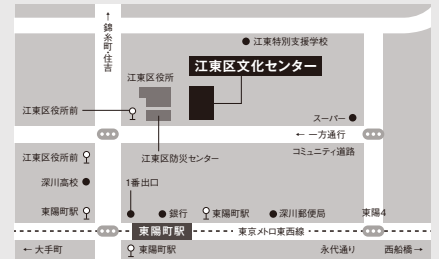 ↑錦糸町・住吉
江東特別支援学校
江東区役所
江東区文化センター
江東区役所前
スーパー
← 一方通行
江東区役所前
江東区防災センター
コミュニティ道路
深川高校
1番出口
東陽町駅
銀行
東陽町駅
深川郵便局
東陽4
東陽町駅
東京メトロ東西線
← 大手町
東陽町駅
永代通り
西船橋 →